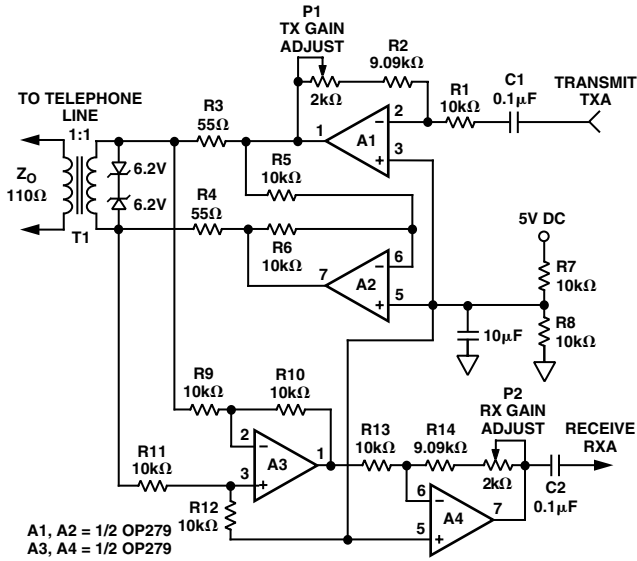 P1
TX GAIN
ADJUST
2kΩ
R2
9.09kΩ
R1
10kΩ
C1
0.1µF
TRANSMIT
TXA
TO TELEPHONE
LINE
1:1
ZO
110Ω
T1
6.2V
6.2V
R3
55Ω
1
A1
2
3
R5
10kΩ
R4
55Ω
R6
10kΩ
7
A2
6
5
5V DC
R7
10kΩ
R8
10kΩ
10µF
R9
10kΩ
R10
10kΩ
R11
10kΩ
R12
10kΩ
2
3
A3
1
R13
10kΩ
R14
9.09kΩ
P2
RX GAIN
ADJUST
2kΩ
6
5
A4
7
RECEIVE
RXA
C2
0.1µF
A1, A2 = 1/2 OP279
A3, A4 = 1/2 OP279